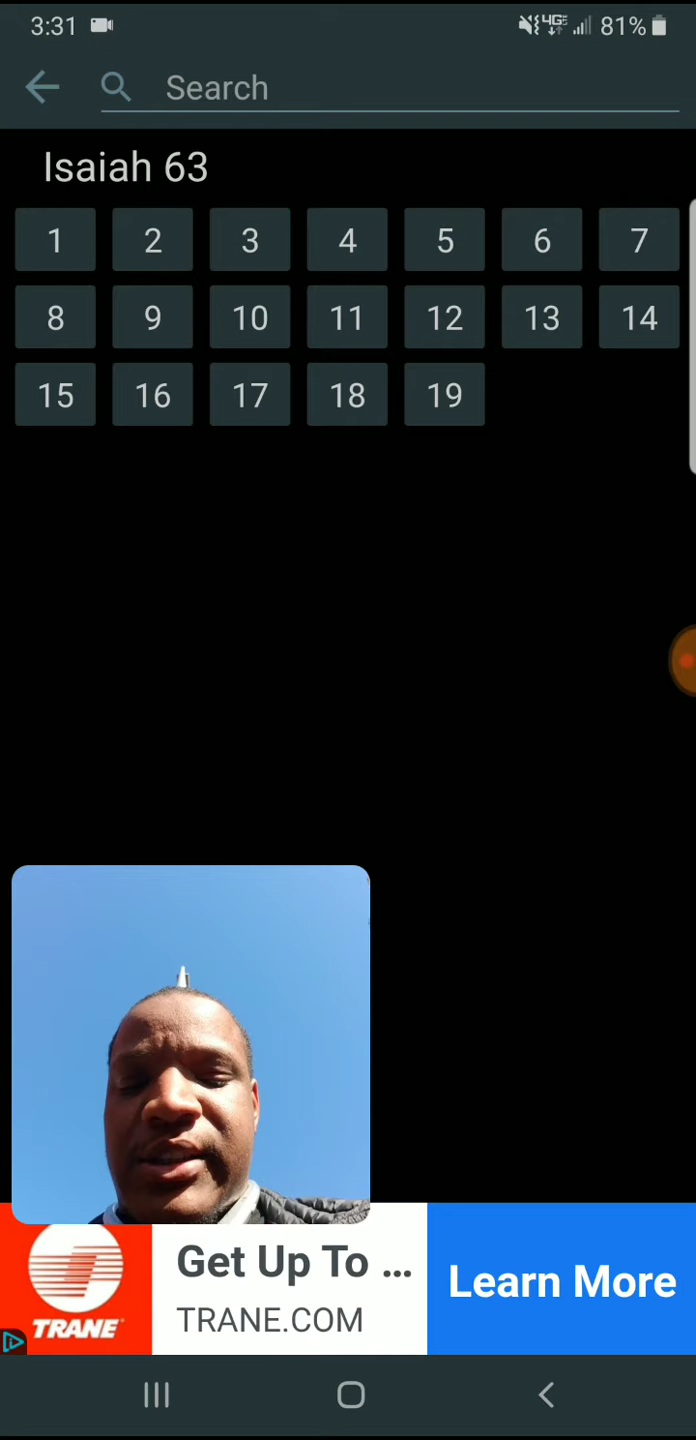 3:31 4GE 81%
Search
Isaiah 63
1 2 3 4 5 6 7
8 9 10 11 12 13 14
15 16 17 18 19
Get Up To ...
Learn More
TRANE.COM
TRANE